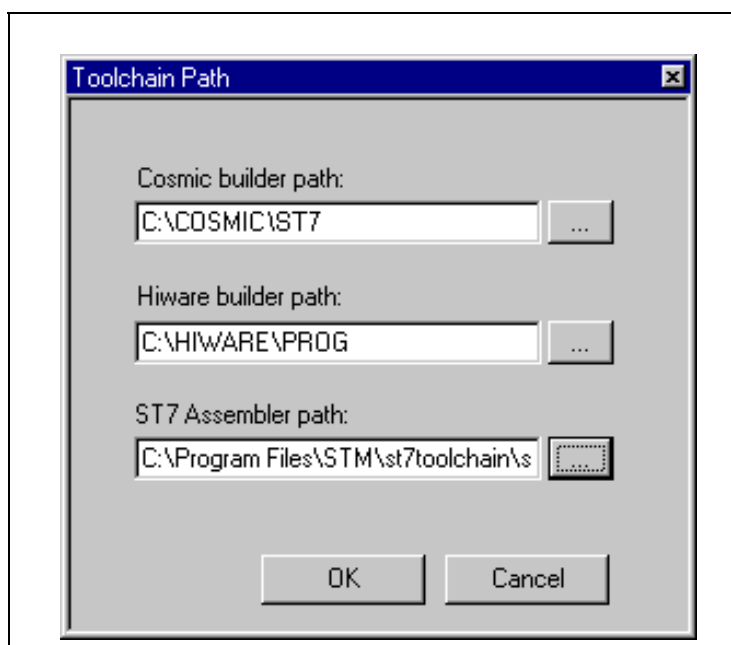 Toolchain Path
Cosmic builder path:
C:\COSMIC\ST7
...
Hiware builder path:
C:\HIWARE\PROG
...
ST7 Assembler path:
C:\Program Files\STM\st7toolchain\s
...
OK
Cancel